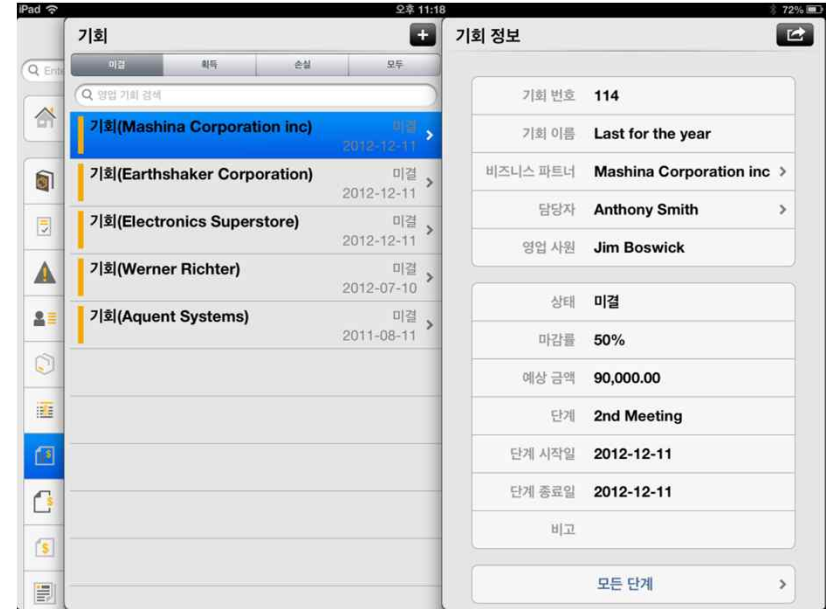 iPad
오후 11:18
72%
기회
+
미결
획득
손실
모두
Ente
영업 기회 검색
기회(Mashina Corporation inc)
미결
2012-12-11
기회(Earthshaker Corporation)
미결
2012-12-11
기회(Electronics Superstore)
미결
2012-12-11
기회(Werner Richter)
미결
2012-07-10
기회(Aquent Systems)
미결
2011-08-11
기회 정보
기회 번호 114
기회 이름 Last for the year
비즈니스 파트너 Mashina Corporation inc
담당자 Anthony Smith
영업 사원 Jim Boswick
상태 미결
마감률 50%
예상 금액 90,000.00
단계 2nd Meeting
단계 시작일 2012-12-11
단계 종료일 2012-12-11
비고
모든 단계